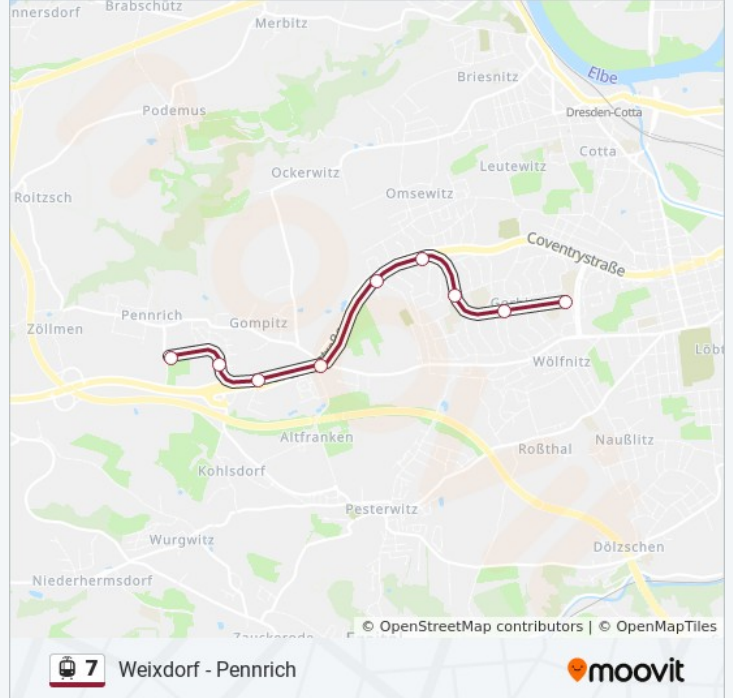 nnersdorf
Brabschütz
Merbitz
Elbe
Briesnitz
Podemus
Dresden-Cotta
Cotta
Ockerwitz
Leutewitz
Roitzsch
Omsewitz
Coventrystraße
Pennrich
Gompitz
Zöllmen
Wölfnitz
Löbt
Altfranken
Naußlitz
Roßthal
Kohlsdorf
Pesterwitz
Wurgwitz
Dölzschen
Niederhermsdorf
© OpenStreetMap contributors | © OpenMapTiles
7 Weixdorf - Pennrich
moovit